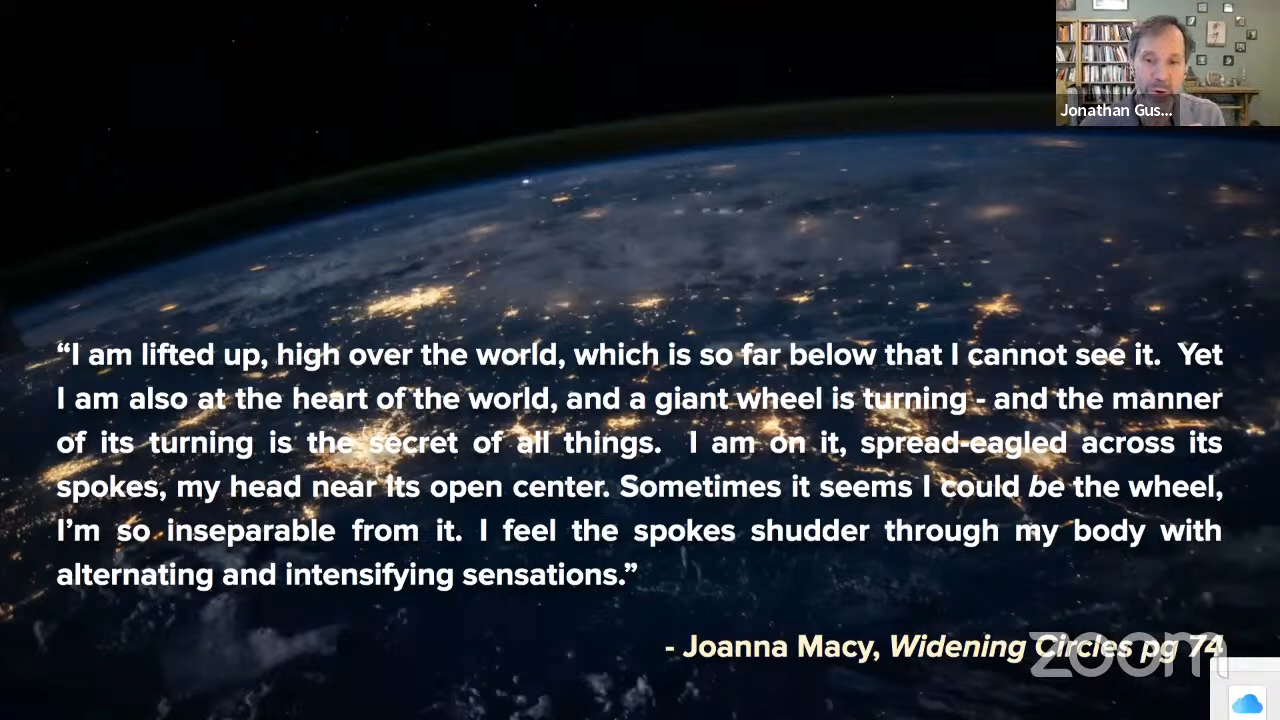 Jonathan Gus...
“I am lifted up, high over the world, which is so far below that I cannot see it.  Yet
I am also at the heart of the world, and a giant wheel is turning - and the manner
of its turning is the secret of all things.  I am on it, spread-eagled across its
spokes, my head near its open center. Sometimes it seems I could be the wheel,
I’m so inseparable from it. I feel the spokes shudder through my body with
alternating and intensifying sensations.”
- Joanna Macy, Widening Circles pg 74
zoom